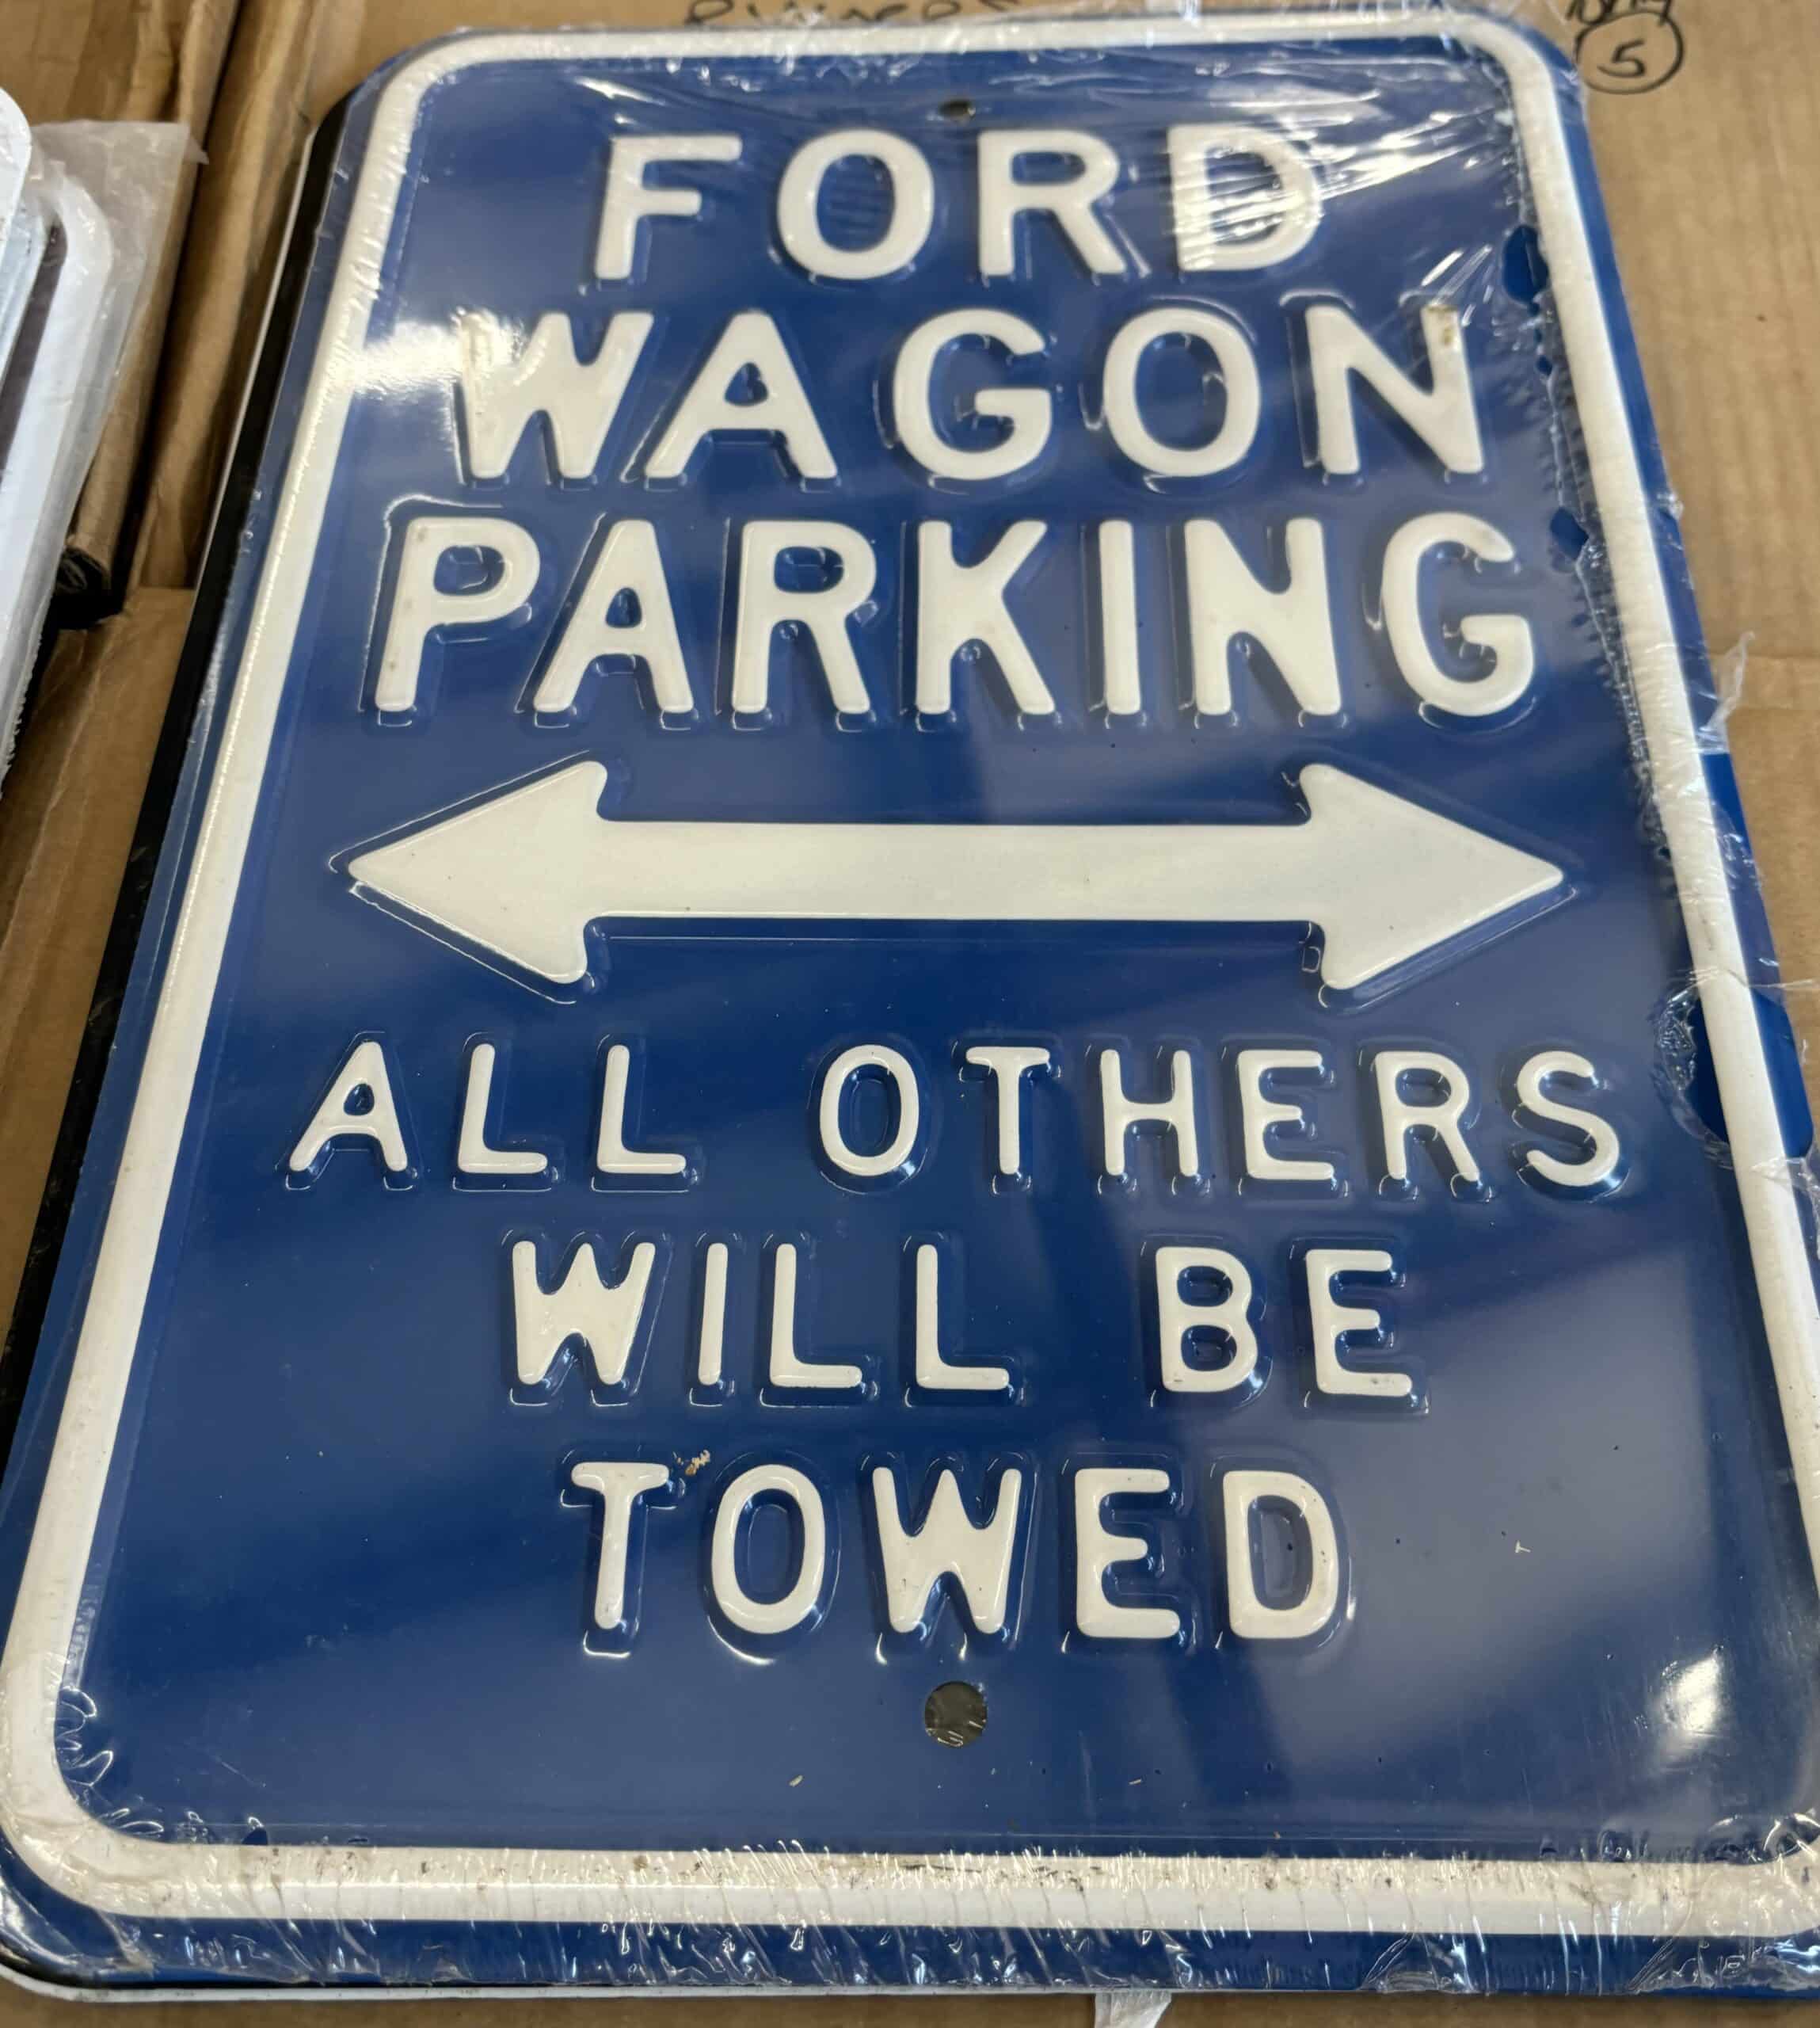 5
FORD
WAGON
PARKING
ALL OTHERS
WILL BE
TOWED